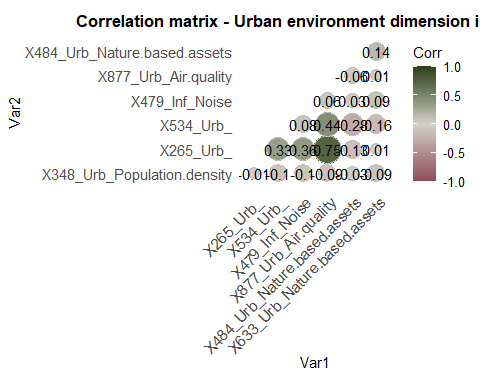 Correlation matrix - Urban environment dimension i
Var2
X484_Urb_Nature.based.assets
0.14
X877_Urb_Air.quality
-0.06 0.01
X479_Inf_Noise
0.06 0.03 0.09
X534_Urb_
0.08 0.44 -0.28 -0.16
X265_Urb_
0.33 0.36 0.75 -0.13 0.01
X348_Urb_Population.density
-0.01 -0.1 -0.1 -0.09 -0.03 -0.09
X265_Urb_
X534_Urb_
X479_Inf_Noise
X877_Urb_Air.quality
X484_Urb_Nature.based.assets
X633_Urb_Nature.based.assets
Var1
Corr
1.0
0.5
0.0
-0.5
-1.0